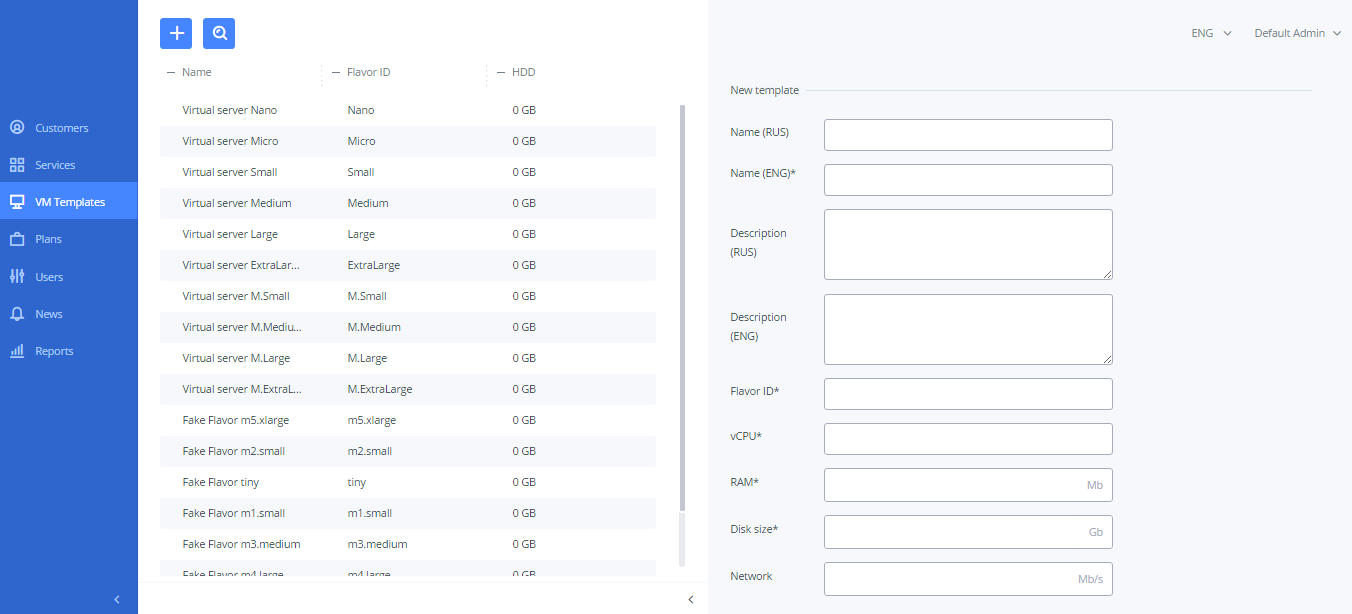 ENG
Default Admin
Customers
Services
VM Templates
Plans
Users
News
Reports
Name Flavor ID HDD
Virtual server Nano Nano 0 GB
Virtual server Micro Micro 0 GB
Virtual server Small Small 0 GB
Virtual server Medium Medium 0 GB
Virtual server Large Large 0 GB
Virtual server ExtraLar... ExtraLarge 0 GB
Virtual server M.Small M.Small 0 GB
Virtual server M.Mediu... M.Medium 0 GB
Virtual server M.Large M.Large 0 GB
Virtual server M.ExtraL... M.ExtraLarge 0 GB
Fake Flavor m5.xlarge m5.xlarge 0 GB
Fake Flavor m2.small m2.small 0 GB
Fake Flavor tiny tiny 0 GB
Fake Flavor m1.small m1.small 0 GB
Fake Flavor m3.medium m3.medium 0 GB
Fake Flavor m4.large m4.large 0 GB
New template
Name (RUS)
Name (ENG)*
Description
(RUS)
Description
(ENG)
Flavor ID*
vCPU*
RAM* Mb
Disk size* Gb
Network Mb/s